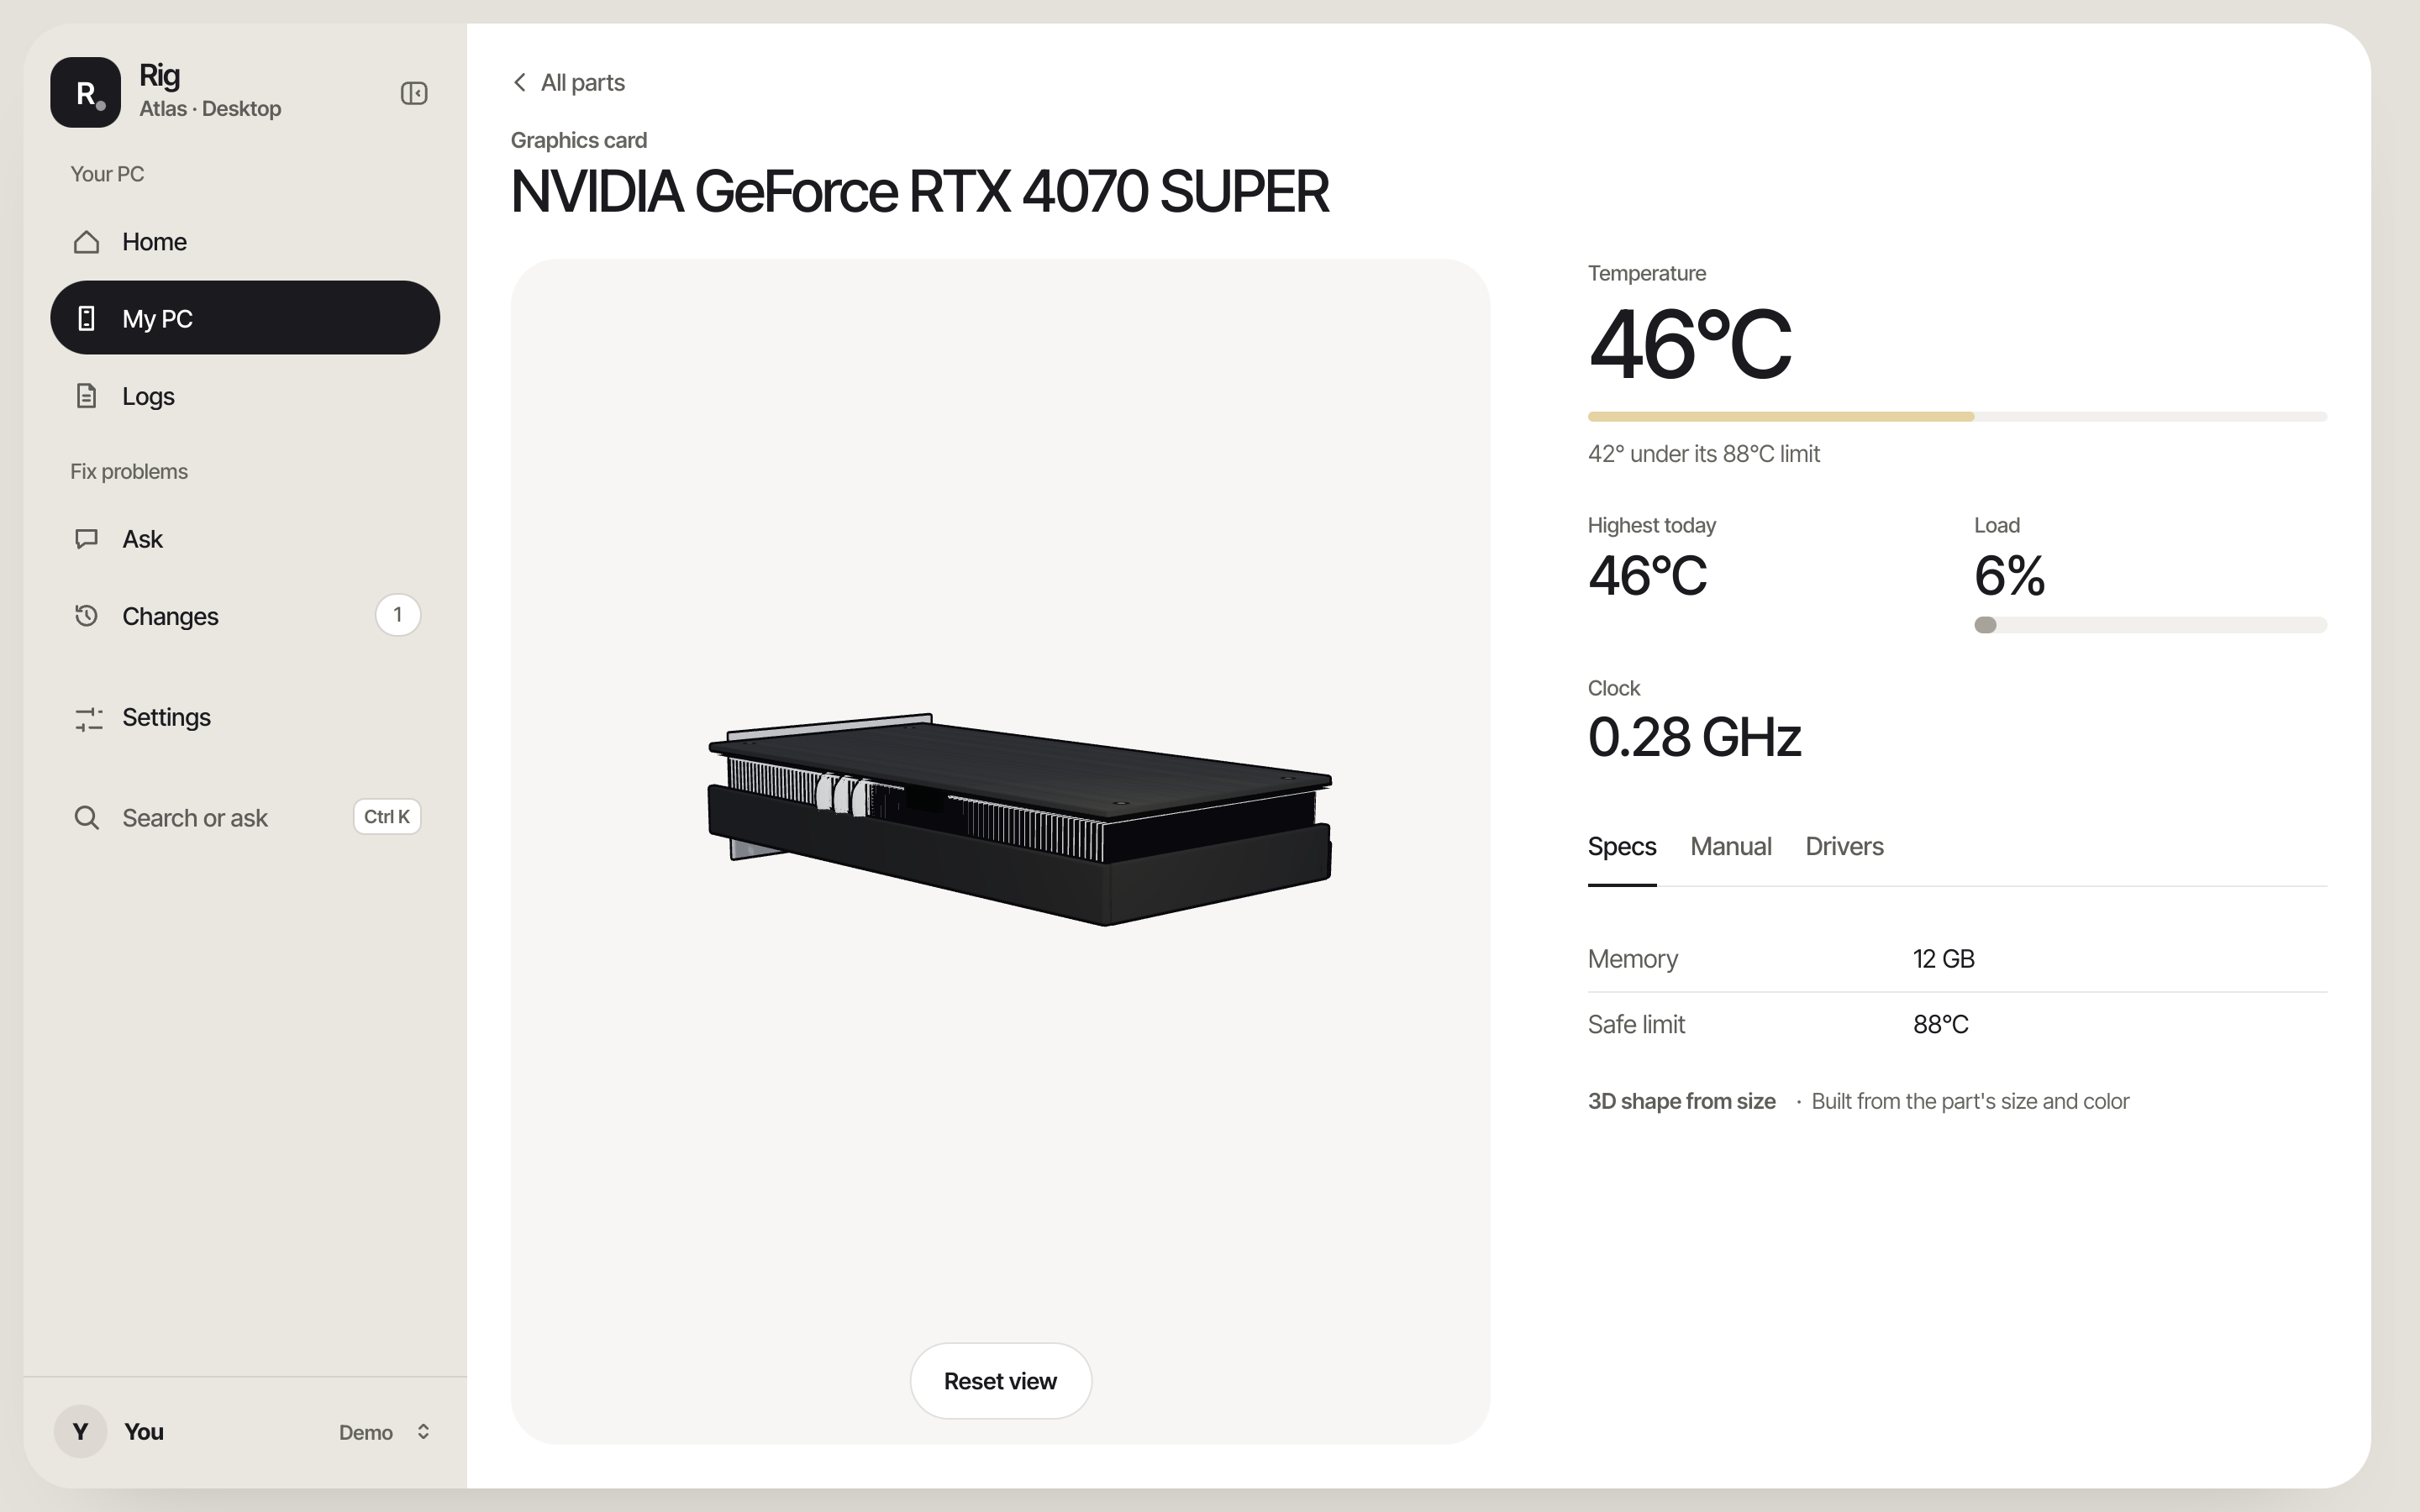 R.
Rig
Atlas · Desktop
Your PC
Home
My PC
Logs
Fix problems
Ask
Changes 1
Settings
Search or ask Ctrl K
Y You Demo
All parts
Graphics card
NVIDIA GeForce RTX 4070 SUPER
Reset view
Temperature
46°C
42° under its 88°C limit
Highest today
46°C
Load
6%
Clock
0.28 GHz
Specs Manual Drivers
Memory 12 GB
Safe limit 88°C
3D shape from size · Built from the part's size and color